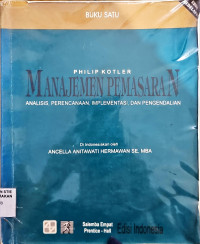 BUKU SATU
PHILIP KOTLER
MANAJEMEN PEMASARAN
ANALISIS, PERENCANAAN, IMPLEMENTASI, DAN PENGENDALIAN
Di Indonesiakan oleh
ANCELLA ANITAWATI HERMAWAN SE, MBA
Salemba Empat
Prentice - Hall
Edisi Indonesia